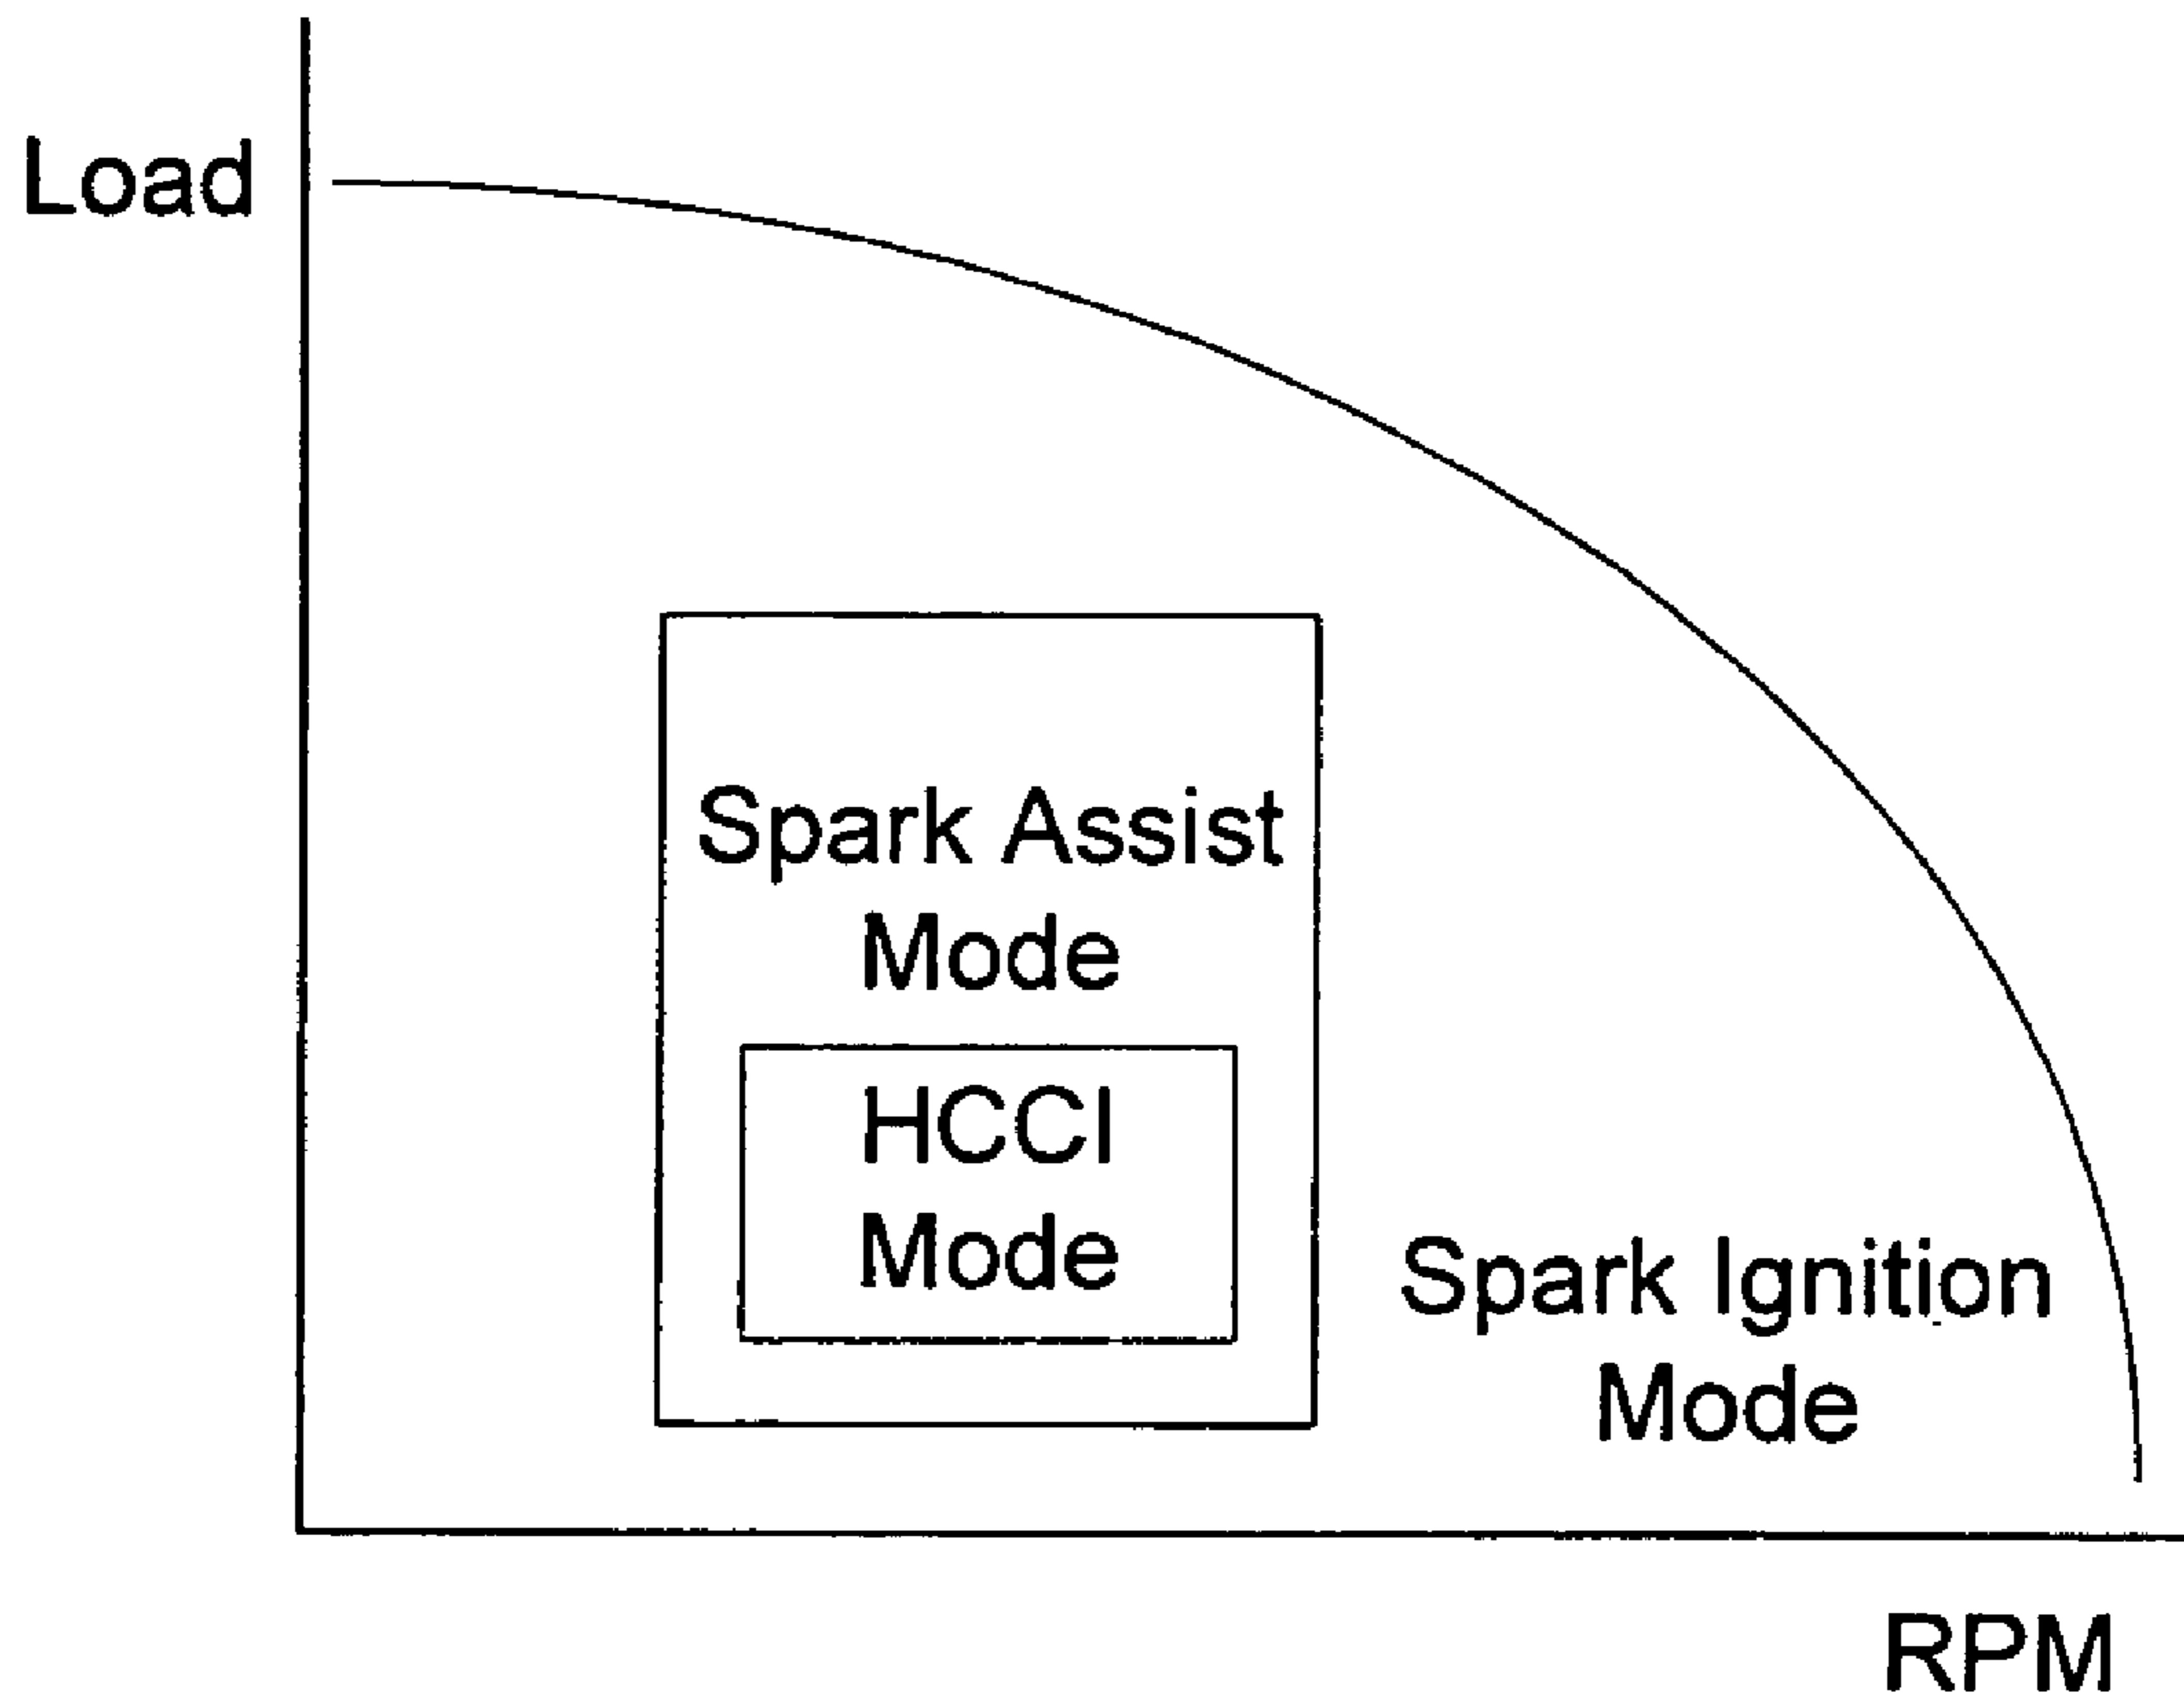 Load
Spark Assist
Mode
HCCI
Mode
Spark Ignition
Mode
RPM